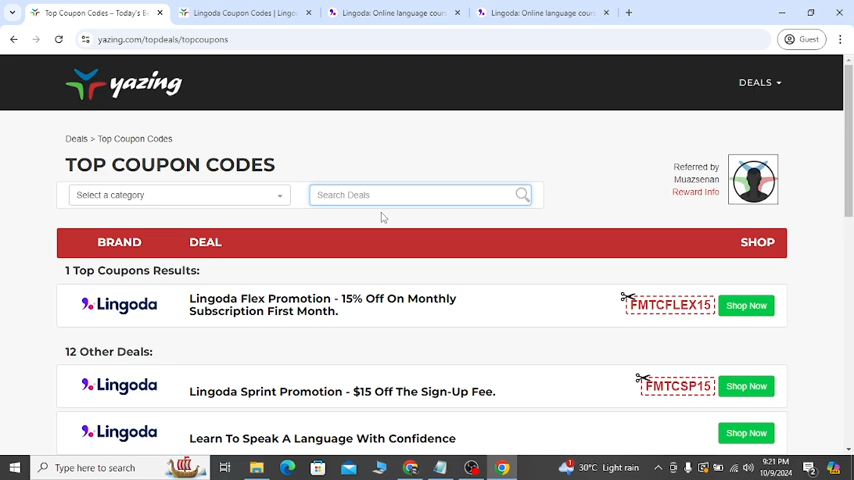 Top Coupon Codes – Today's Be
Lingoda Coupon Codes | Lingo
Lingoda: Online language cours
Lingoda: Online language cours
yazing.com/topdeals/topcoupons
Guest
yazing
DEALS
Deals > Top Coupon Codes
TOP COUPON CODES
Referred by
Muazsenan
Reward Info
Select a category
Search Deals
BRAND DEAL SHOP
1 Top Coupons Results:
Lingoda
Lingoda Flex Promotion - 15% Off On Monthly
Subscription First Month.
FMTCFLEX15
Shop Now
12 Other Deals:
Lingoda
Lingoda Sprint Promotion - $15 Off The Sign-Up Fee.
FMTCSP15
Shop Now
Lingoda
Learn To Speak A Language With Confidence
Shop Now
Type here to search
30°C Light rain
9:21 PM
10/9/2024